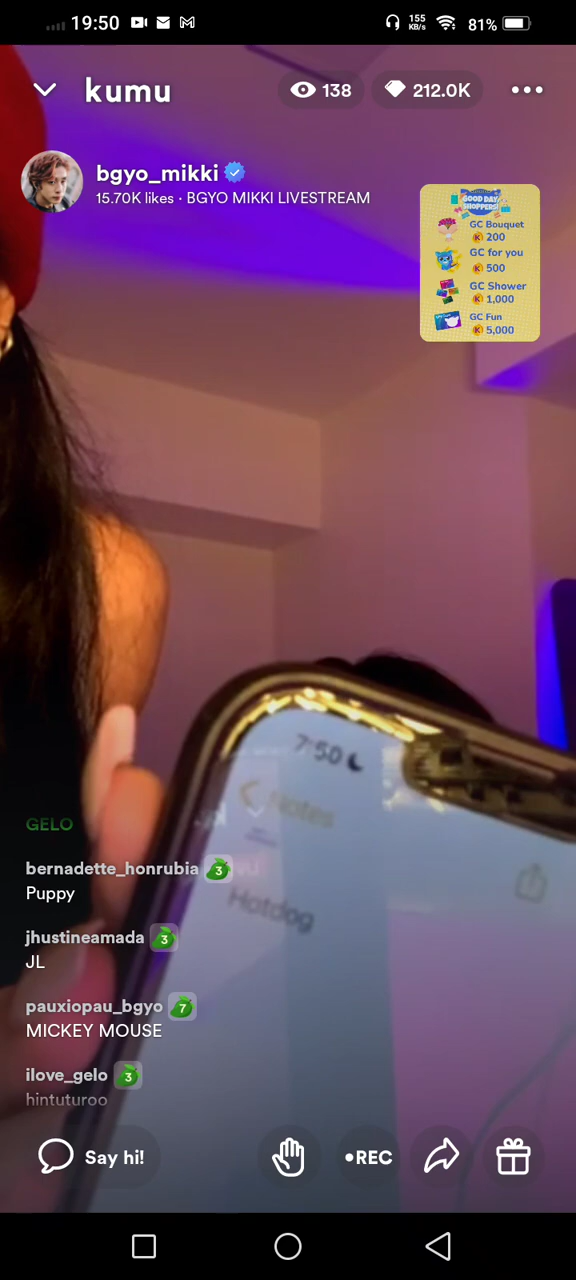 19:50
155
KB/s
81%
kumu
138
212.0K
bgyo_mikki
15.70K likes · BGYO MIKKI LIVESTREAM
GOOD DAY
SHOPPERS!
GC Bouquet
K 200
GC for you
K 500
GC Shower
K 1,000
GC Fun
K 5,000
7:50
Notes
Hotdog
GELO
bernadette_honrubia 3
Puppy
jhustineamada 3
JL
pauxiopau_bgyo 7
MICKEY MOUSE
ilove_gelo 3
hintuturoo
Say hi!
•REC